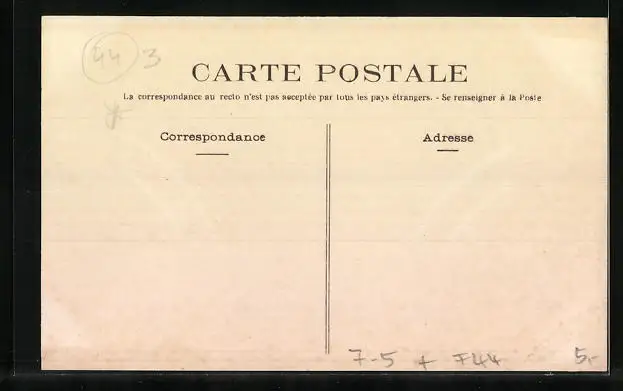 44 3
CARTE POSTALE
La correspondance au recto n'est pas acceptée par tous les pays étrangers. - Se renseigner à la Poste
Correspondance
Adresse
7-5 + F44
5,-